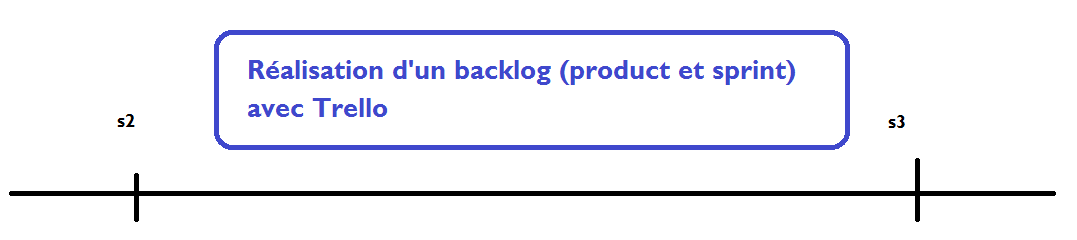 Réalisation d'un backlog (product et sprint)
avec Trello
s2
s3